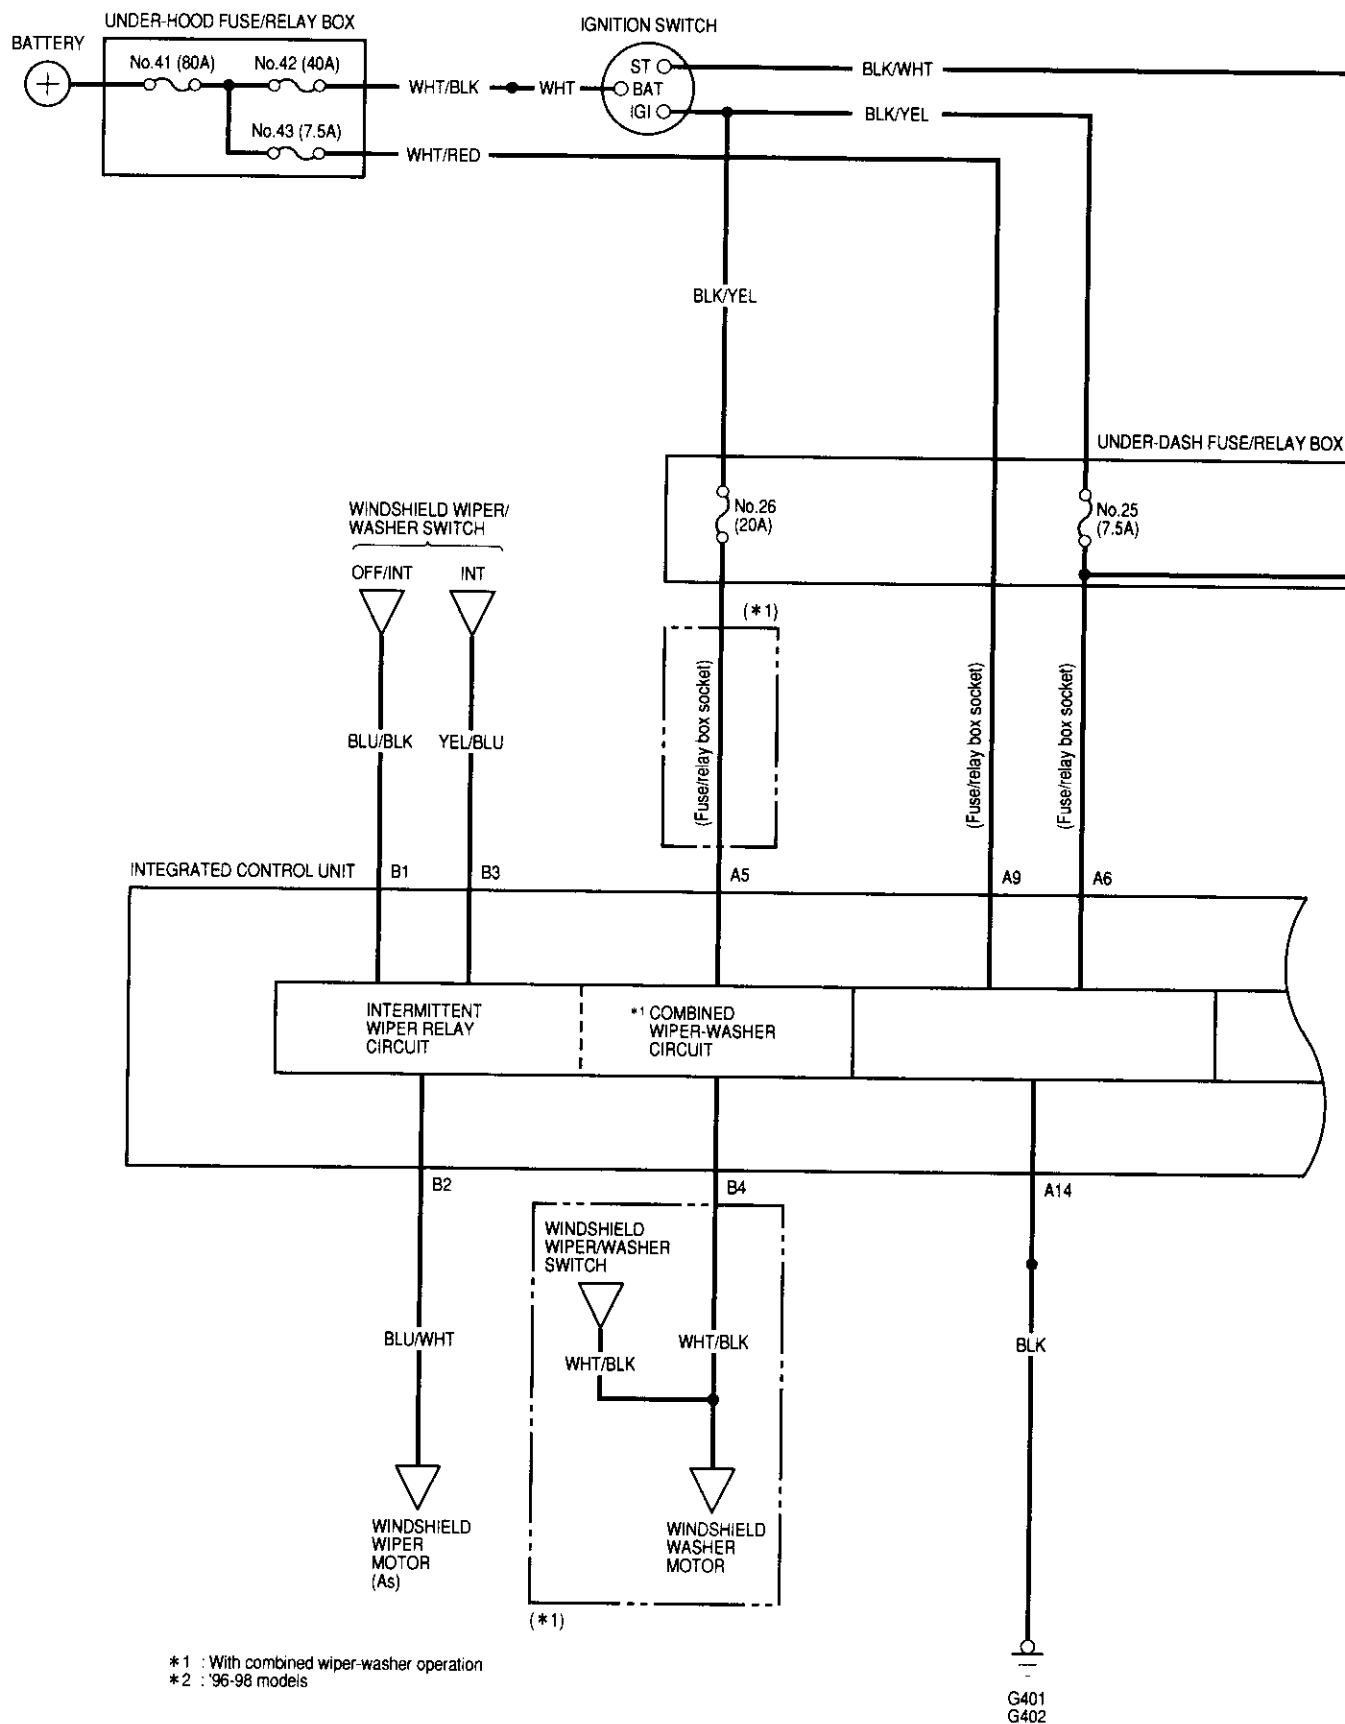 UNDER-HOOD FUSE/RELAY BOX
IGNITION SWITCH
BATTERY
No.41 (80A)
No.42 (40A)
ST
BLK/WHT
WHT/BLK
WHT
BAT
IGI
BLK/YEL
No.43 (7.5A)
WHT/RED
BLK/YEL
UNDER-DASH FUSE/RELAY BOX
No.26
(20A)
No.25
(7.5A)
WINDSHIELD WIPER/
WASHER SWITCH
OFF/INT
INT
(*1)
(Fuse/relay box socket)
(Fuse/relay box socket)
(Fuse/relay box socket)
BLU/BLK
YEL/BLU
INTEGRATED CONTROL UNIT
B1
B3
A5
A9
A6
INTERMITTENT
WIPER RELAY
CIRCUIT
*1 COMBINED
WIPER-WASHER
CIRCUIT
B2
B4
A14
WINDSHIELD
WIPER/WASHER
SWITCH
BLU/WHT
WHT/BLK
WHT/BLK
BLK
WINDSHIELD
WIPER
MOTOR
(As)
WINDSHIELD
WASHER
MOTOR
(*1)
*1 : With combined wiper-washer operation
*2 : '96-98 models
G401
G402